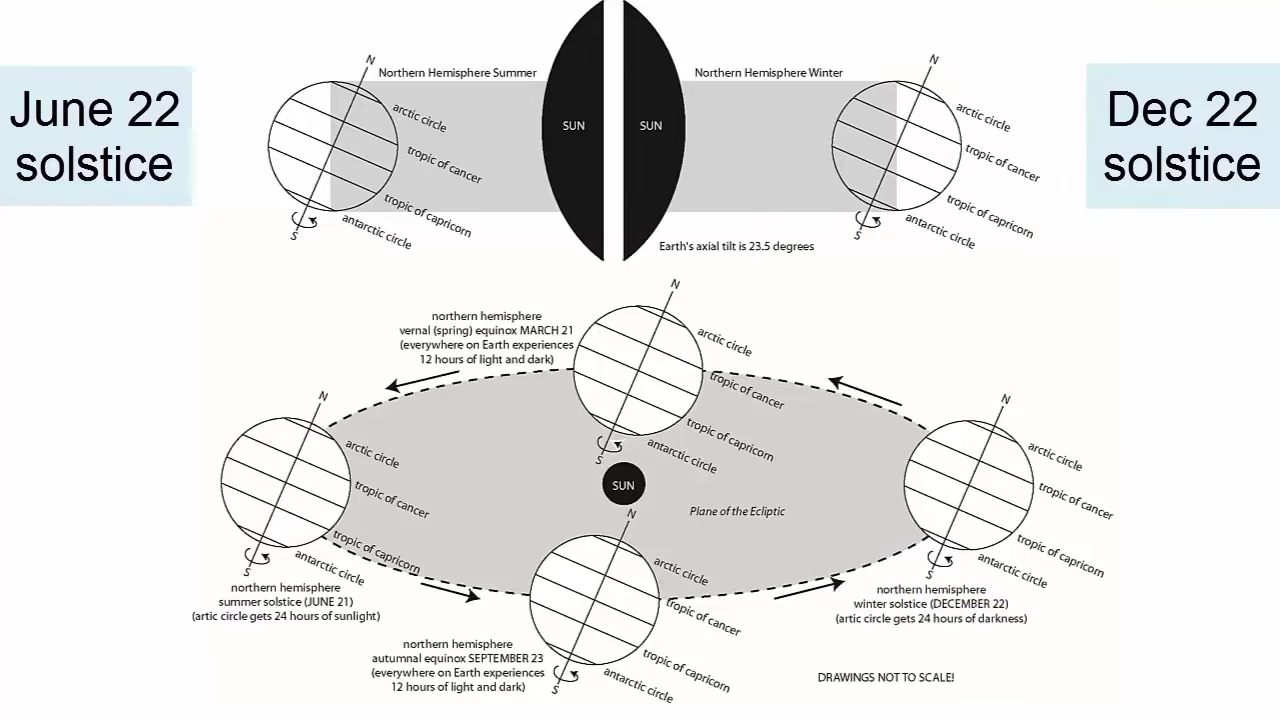 June 22
solstice
N
Northern Hemisphere Summer
arctic circle
tropic of cancer
tropic of capricorn
antarctic circle
S
SUN
SUN
Northern Hemisphere Winter
N
arctic circle
tropic of cancer
tropic of capricorn
antarctic circle
S
Earth's axial tilt is 23.5 degrees
Dec 22
solstice
northern hemisphere
vernal (spring) equinox MARCH 21
(everywhere on Earth experiences
12 hours of light and dark)
N
arctic circle
tropic of cancer
tropic of capricorn
antarctic circle
S
N
arctic circle
tropic of cancer
tropic of capricorn
antarctic circle
S
northern hemisphere
summer solstice (JUNE 21)
(artic circle gets 24 hours of sunlight)
SUN
Plane of the Ecliptic
N
arctic circle
tropic of cancer
tropic of capricorn
antarctic circle
S
northern hemisphere
winter solstice (DECEMBER 22)
(artic circle gets 24 hours of darkness)
N
arctic circle
tropic of cancer
tropic of capricorn
antarctic circle
S
northern hemisphere
autumnal equinox SEPTEMBER 23
(everywhere on Earth experiences
12 hours of light and dark)
DRAWINGS NOT TO SCALE!